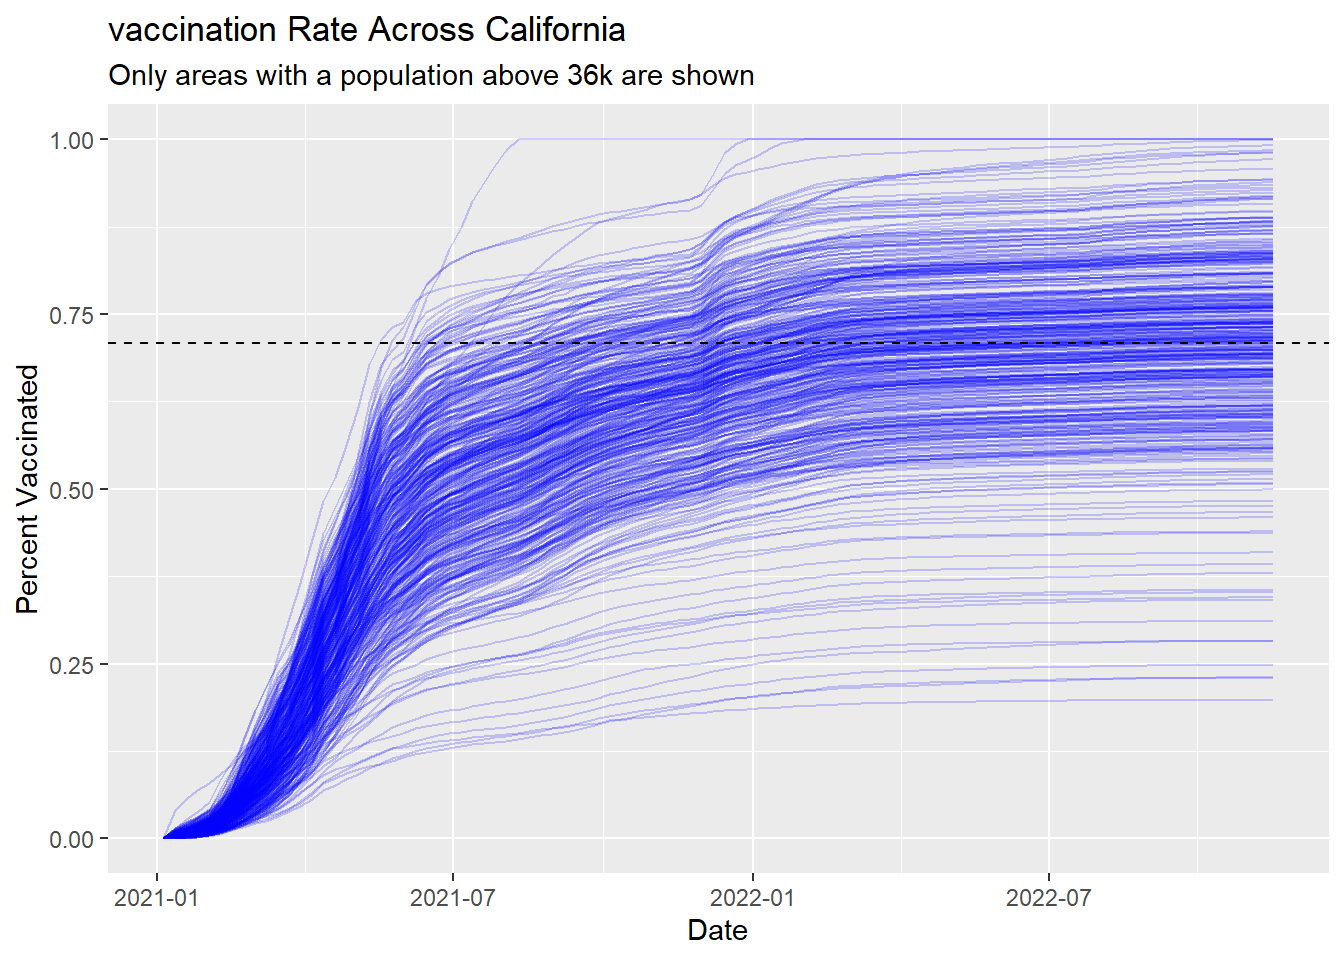 vaccination Rate Across California
Only areas with a population above 36k are shown
1.00
0.75
0.50
0.25
0.00
Percent Vaccinated
2021-01
2021-07
2022-01
2022-07
Date